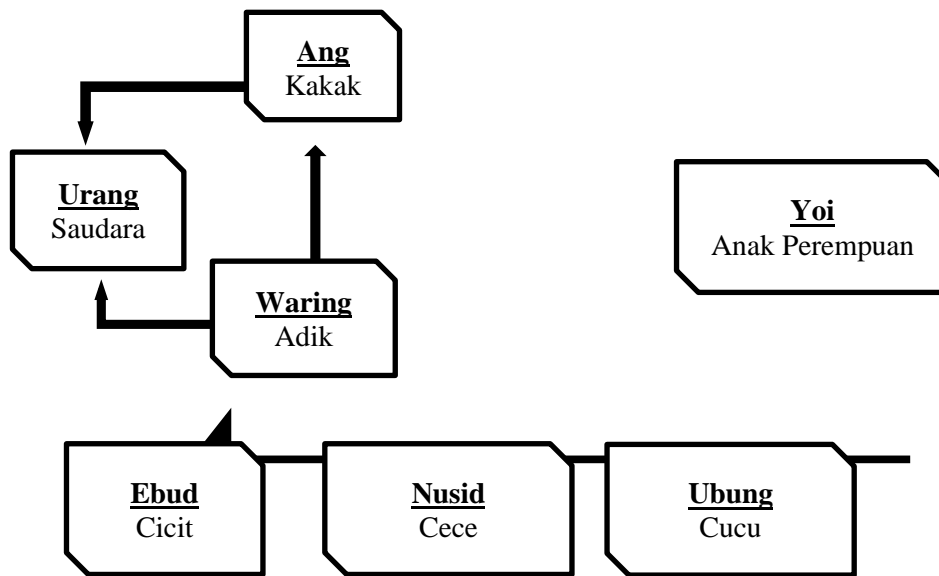 Ang
Kakak
Urang
Saudara
Yoi
Anak Perempuan
Waring
Adik
Ebud
Cicit
Nusid
Cece
Ubung
Cucu